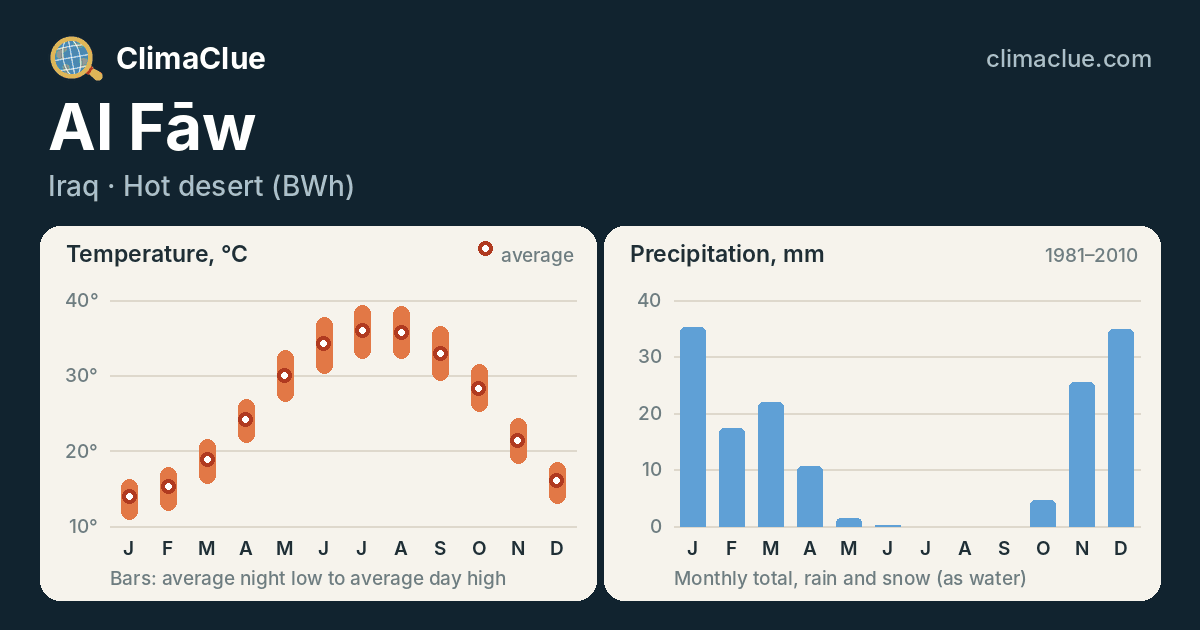 ClimaClue
climaclue.com
Al Fāw
Iraq · Hot desert (BWh)
Temperature, °C
average
40°
30°
20°
10°
J F M A M J J A S O N D
Bars: average night low to average day high
Precipitation, mm
1981–2010
40
30
20
10
0
J F M A M J J A S O N D
Monthly total, rain and snow (as water)